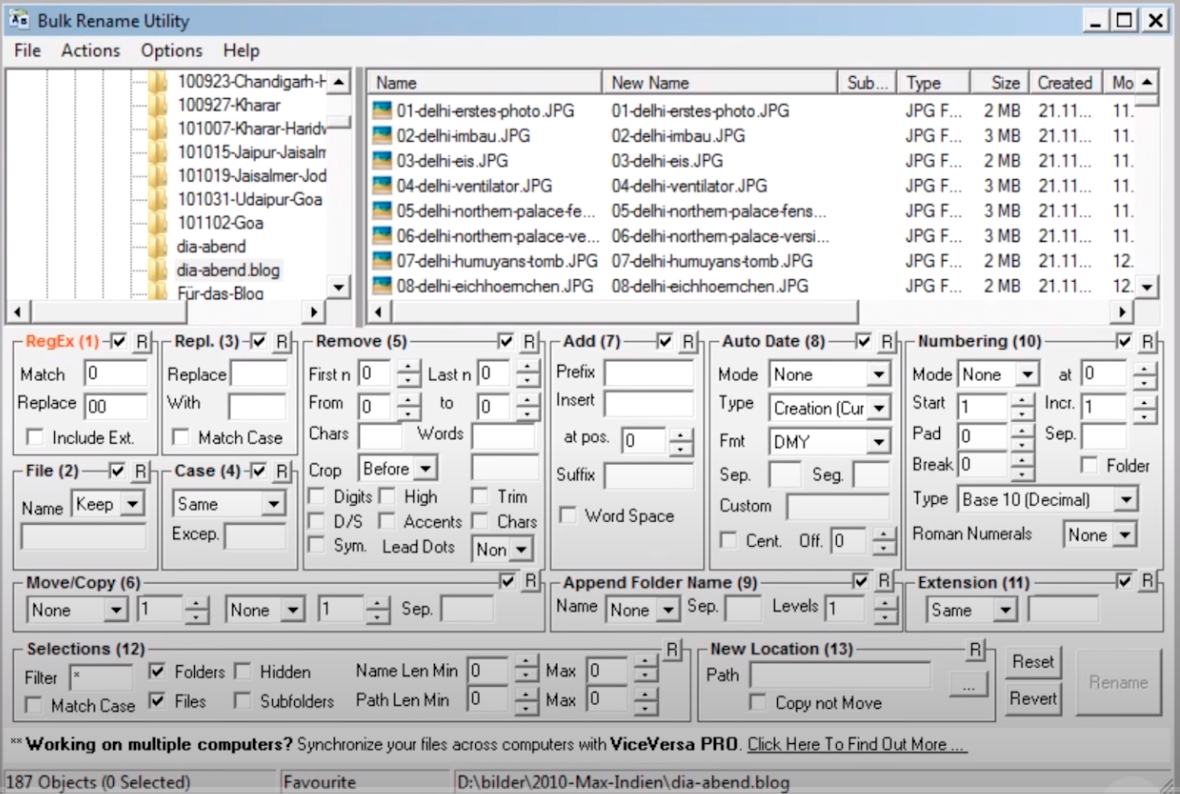 Bulk Rename Utility
File Actions Options Help
100923-Chandigarh-H
100927-Kharar
101007-Kharar-Haridw
101015-Jaipur-Jaisalm
101019-Jaisalmer-Jod
101031-Udaipur-Goa
101102-Goa
dia-abend
dia-abend.blog
Für-das-Blog
Name New Name Sub... Type Size Created Mo
01-delhi-erstes-photo.JPG 01-delhi-erstes-photo.JPG JPG F... 2 MB 21.11... 11.
02-delhi-imbau.JPG 02-delhi-imbau.JPG JPG F... 3 MB 21.11... 11.
03-delhi-eis.JPG 03-delhi-eis.JPG JPG F... 2 MB 21.11... 11.
04-delhi-ventilator.JPG 04-delhi-ventilator.JPG JPG F... 3 MB 21.11... 11.
05-delhi-northern-palace-fe... 05-delhi-northern-palace-fens... JPG F... 3 MB 21.11... 11.
06-delhi-northern-palace-ve... 06-delhi-northern-palace-versi... JPG F... 3 MB 21.11... 11.
07-delhi-humuyans-tomb.JPG 07-delhi-humuyans-tomb.JPG JPG F... 2 MB 21.11... 12.
08-delhi-eichhoernchen.JPG 08-delhi-eichhoernchen.JPG JPG F... 2 MB 21.11... 12.
RegEx (1) R
Match 0
Replace 00
Include Ext.
Repl. (3) R
Replace
With
Match Case
File (2) R
Name Keep
Case (4) R
Same
Excep.
Remove (5) R
First n 0 Last n 0
From 0 to 0
Chars Words
Crop Before
Digits High Trim
D/S Accents Chars
Sym. Lead Dots Non
Add (7) R
Prefix
Insert
at pos. 0
Suffix
Word Space
Auto Date (8) R
Mode None
Type Creation (Cur
Fmt DMY
Sep. Seg.
Custom
Cent. Off. 0
Numbering (10) R
Mode None at 0
Start 1 Incr. 1
Pad 0 Sep.
Break 0 Folder
Type Base 10 (Decimal)
Roman Numerals None
Move/Copy (6) R
None 1 None 1 Sep.
Append Folder Name (9) R
Name None Sep. Levels 1
Extension (11) R
Same
Selections (12) R
Filter * Folders Hidden Name Len Min 0 Max 0
Match Case Files Subfolders Path Len Min 0 Max 0
New Location (13) R
Path ...
Copy not Move
Reset
Revert
Rename
** Working on multiple computers? Synchronize your files across computers with ViceVersa PRO. Click Here To Find Out More ...
187 Objects (0 Selected) Favourite D:\bilder\2010-Max-Indien\dia-abend.blog